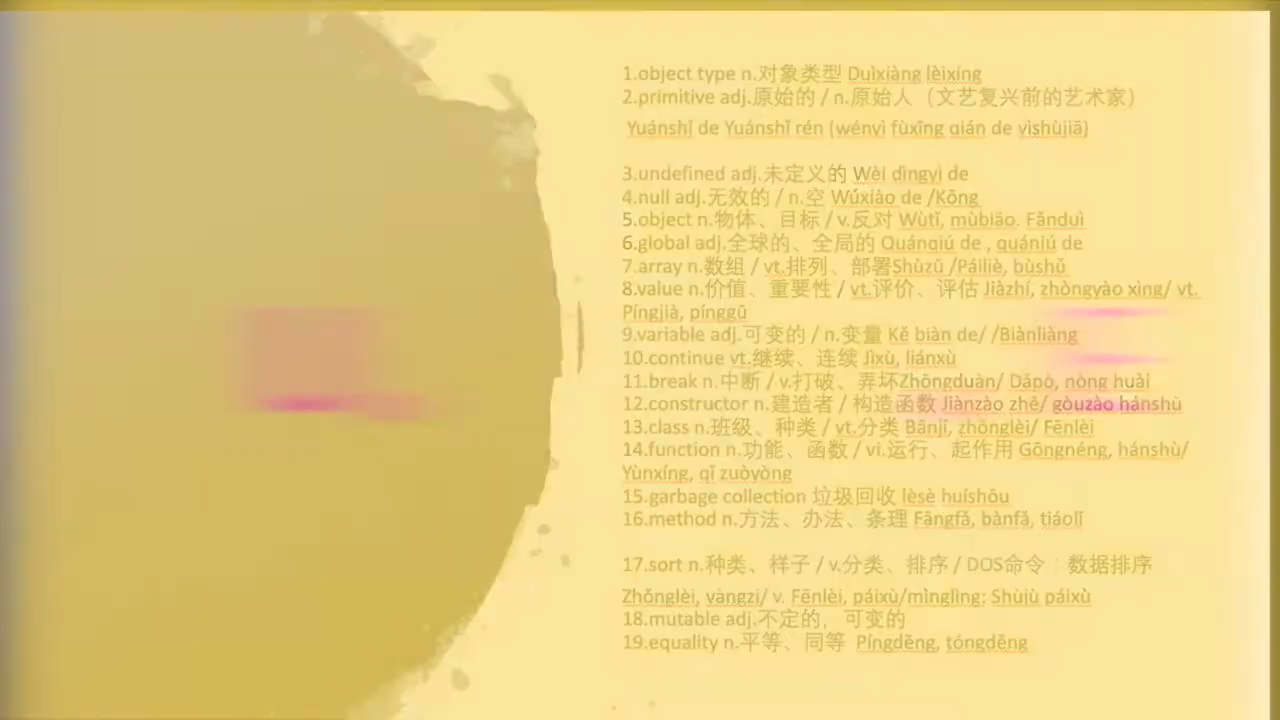 1.object type n.对象类型 Duìxiàng lèixíng
2.primitive adj.原始的 / n.原始人（文艺复兴前的艺术家）
Yuánshǐ de Yuánshǐ rén (wényì fùxīng qián de yìshùjiā)
3.undefined adj.未定义的 Wèi dìngyì de
4.null adj.无效的 / n.空 Wúxiào de /Kōng
5.object n.物体、目标 / v.反对 Wùtǐ, mùbiāo. Fǎnduì
6.global adj.全球的、全局的 Quánqiú de , quánjú de
7.array n.数组 / vt.排列、部署Shùzǔ /Páiliè, bùshǔ
8.value n.价值、重要性 / vt.评价、评估 Jiàzhí, zhòngyào xìng/ vt.
Píngjià, pínggū
9.variable adj.可变的 / n.变量 Kě biàn de/ /Biànliàng
10.continue vt.继续、连续 Jìxù, liánxù
11.break n.中断 / v.打破、弄坏Zhōngduàn/ Dǎpò, nòng huài
12.constructor n.建造者 / 构造函数 Jiànzào zhě/ gòuzào hánshù
13.class n.班级、种类 / vt.分类 Bānjí, zhǒnglèi/ Fēnlèi
14.function n.功能、函数 / vi.运行、起作用 Gōngnéng, hánshù/
Yùnxíng, qǐ zuòyòng
15.garbage collection 垃圾回收 lèsè huíshōu
16.method n.方法、办法、条理 Fāngfǎ, bànfǎ, tiáolǐ
17.sort n.种类、样子 / v.分类、排序 / DOS命令：数据排序
Zhǒnglèi, yàngzi/ v. Fēnlèi, páixù/mìnglìng: Shùjù páixù
18.mutable adj.不定的，可变的
19.equality n.平等、同等 Píngděng, tóngděng